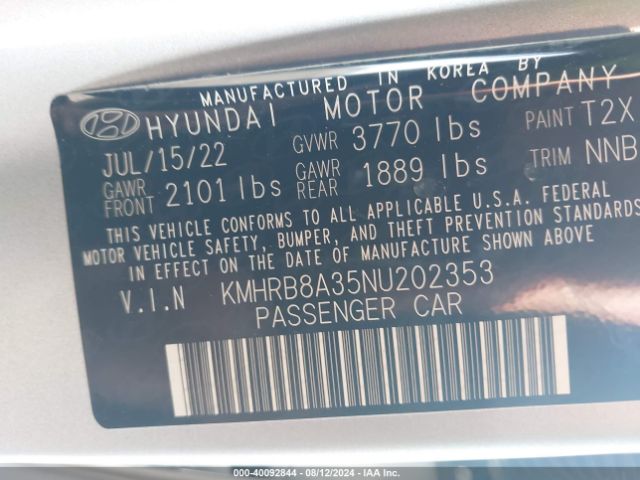 MANUFACTURED IN KOREA BY
HYUNDAI MOTOR COMPANY
JUL/15/22 GVWR 3770 lbs PAINT T2X
GAWR FRONT 2101 lbs GAWR REAR 1889 lbs TRIM NNB
THIS VEHICLE CONFORMS TO ALL APPLICABLE U.S.A. FEDERAL
MOTOR VEHICLE SAFETY, BUMPER, AND THEFT PREVENTION STANDARDS
IN EFFECT ON THE DATE OF MANUFACTURE SHOWN ABOVE
V.I.N KMHRB8A35NU202353
PASSENGER CAR
000-40092844 - 08/12/2024 - IAA Inc.